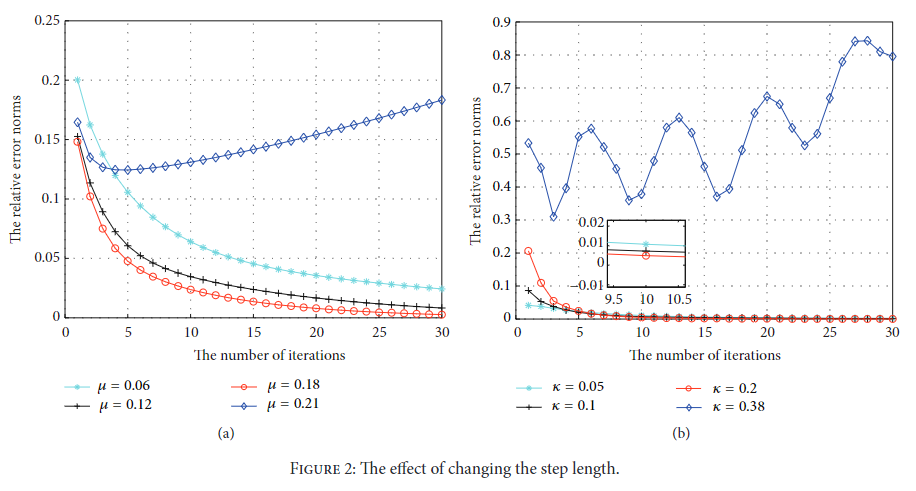 0.25
0.2
0.15
0.1
0.05
0
The relative error norms
0 5 10 15 20 25 30
The number of iterations
μ = 0.06 μ = 0.18
μ = 0.12 μ = 0.21
(a)
0.9
0.8
0.7
0.6
0.5
0.4
0.3
0.2
0.1
0
The relative error norms
0.02
0.01
0
−0.01
9.5 10 10.5
0 5 10 15 20 25 30
The number of iterations
κ = 0.05 κ = 0.2
κ = 0.1 κ = 0.38
(b)
Figure 2: The effect of changing the step length.